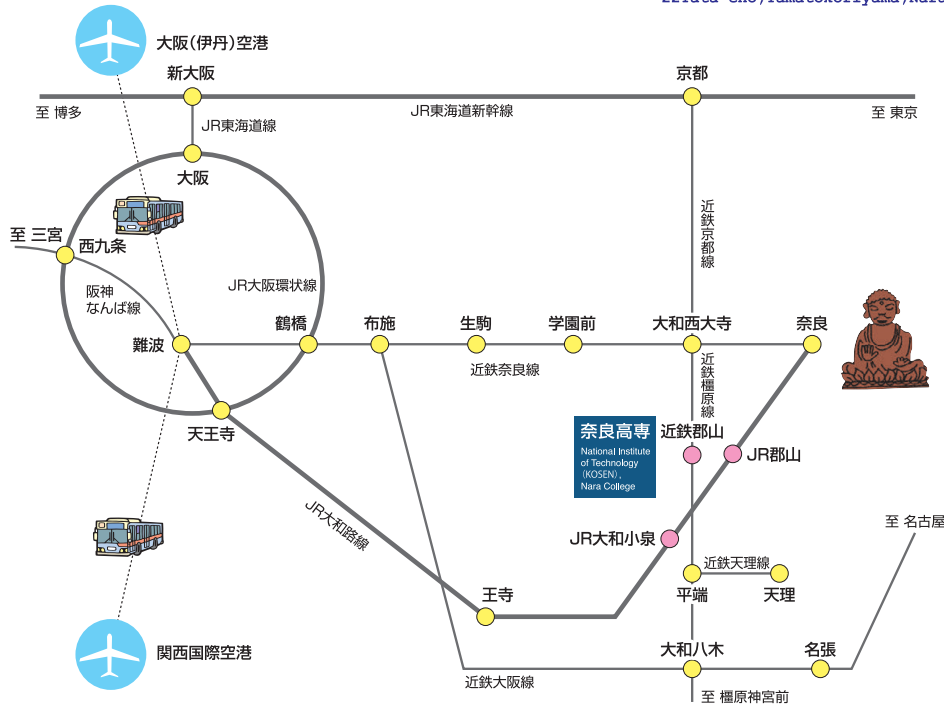 大阪(伊丹)空港
新大阪
京都
至 博多
JR東海道新幹線
至 東京
JR東海道線
大阪
近鉄京都線
至 三宮
西九条
阪神
なんば線
JR大阪環状線
難波
鶴橋
布施
生駒
学園前
大和西大寺
奈良
近鉄奈良線
近鉄橿原線
天王寺
奈良高専
National Institute
of Technology
(KOSEN),
Nara College
近鉄郡山
JR郡山
JR大和路線
JR大和小泉
至 名古屋
近鉄天理線
王寺
平端
天理
関西国際空港
大和八木
名張
近鉄大阪線
至 橿原神宮前